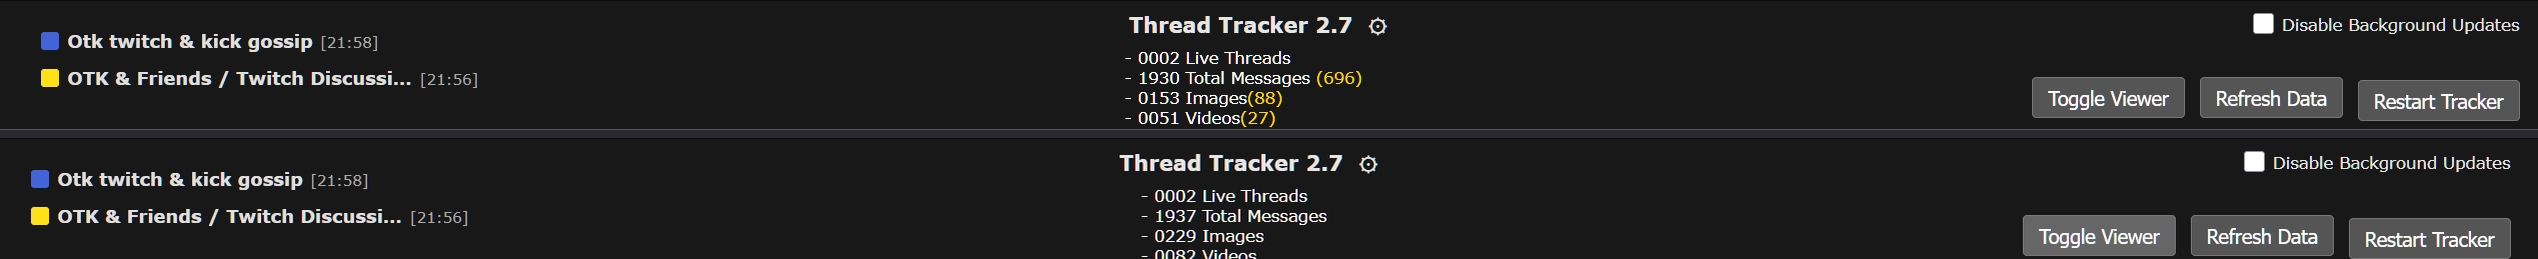 Otk twitch & kick gossip [21:58]
OTK & Friends / Twitch Discussi... [21:56]
Thread Tracker 2.7
- 0002 Live Threads
- 1930 Total Messages (696)
- 0153 Images(88)
- 0051 Videos(27)
Disable Background Updates
Toggle Viewer Refresh Data Restart Tracker
Otk twitch & kick gossip [21:58]
OTK & Friends / Twitch Discussi... [21:56]
Thread Tracker 2.7
- 0002 Live Threads
- 1937 Total Messages
- 0229 Images
- 0082 Videos
Disable Background Updates
Toggle Viewer Refresh Data Restart Tracker